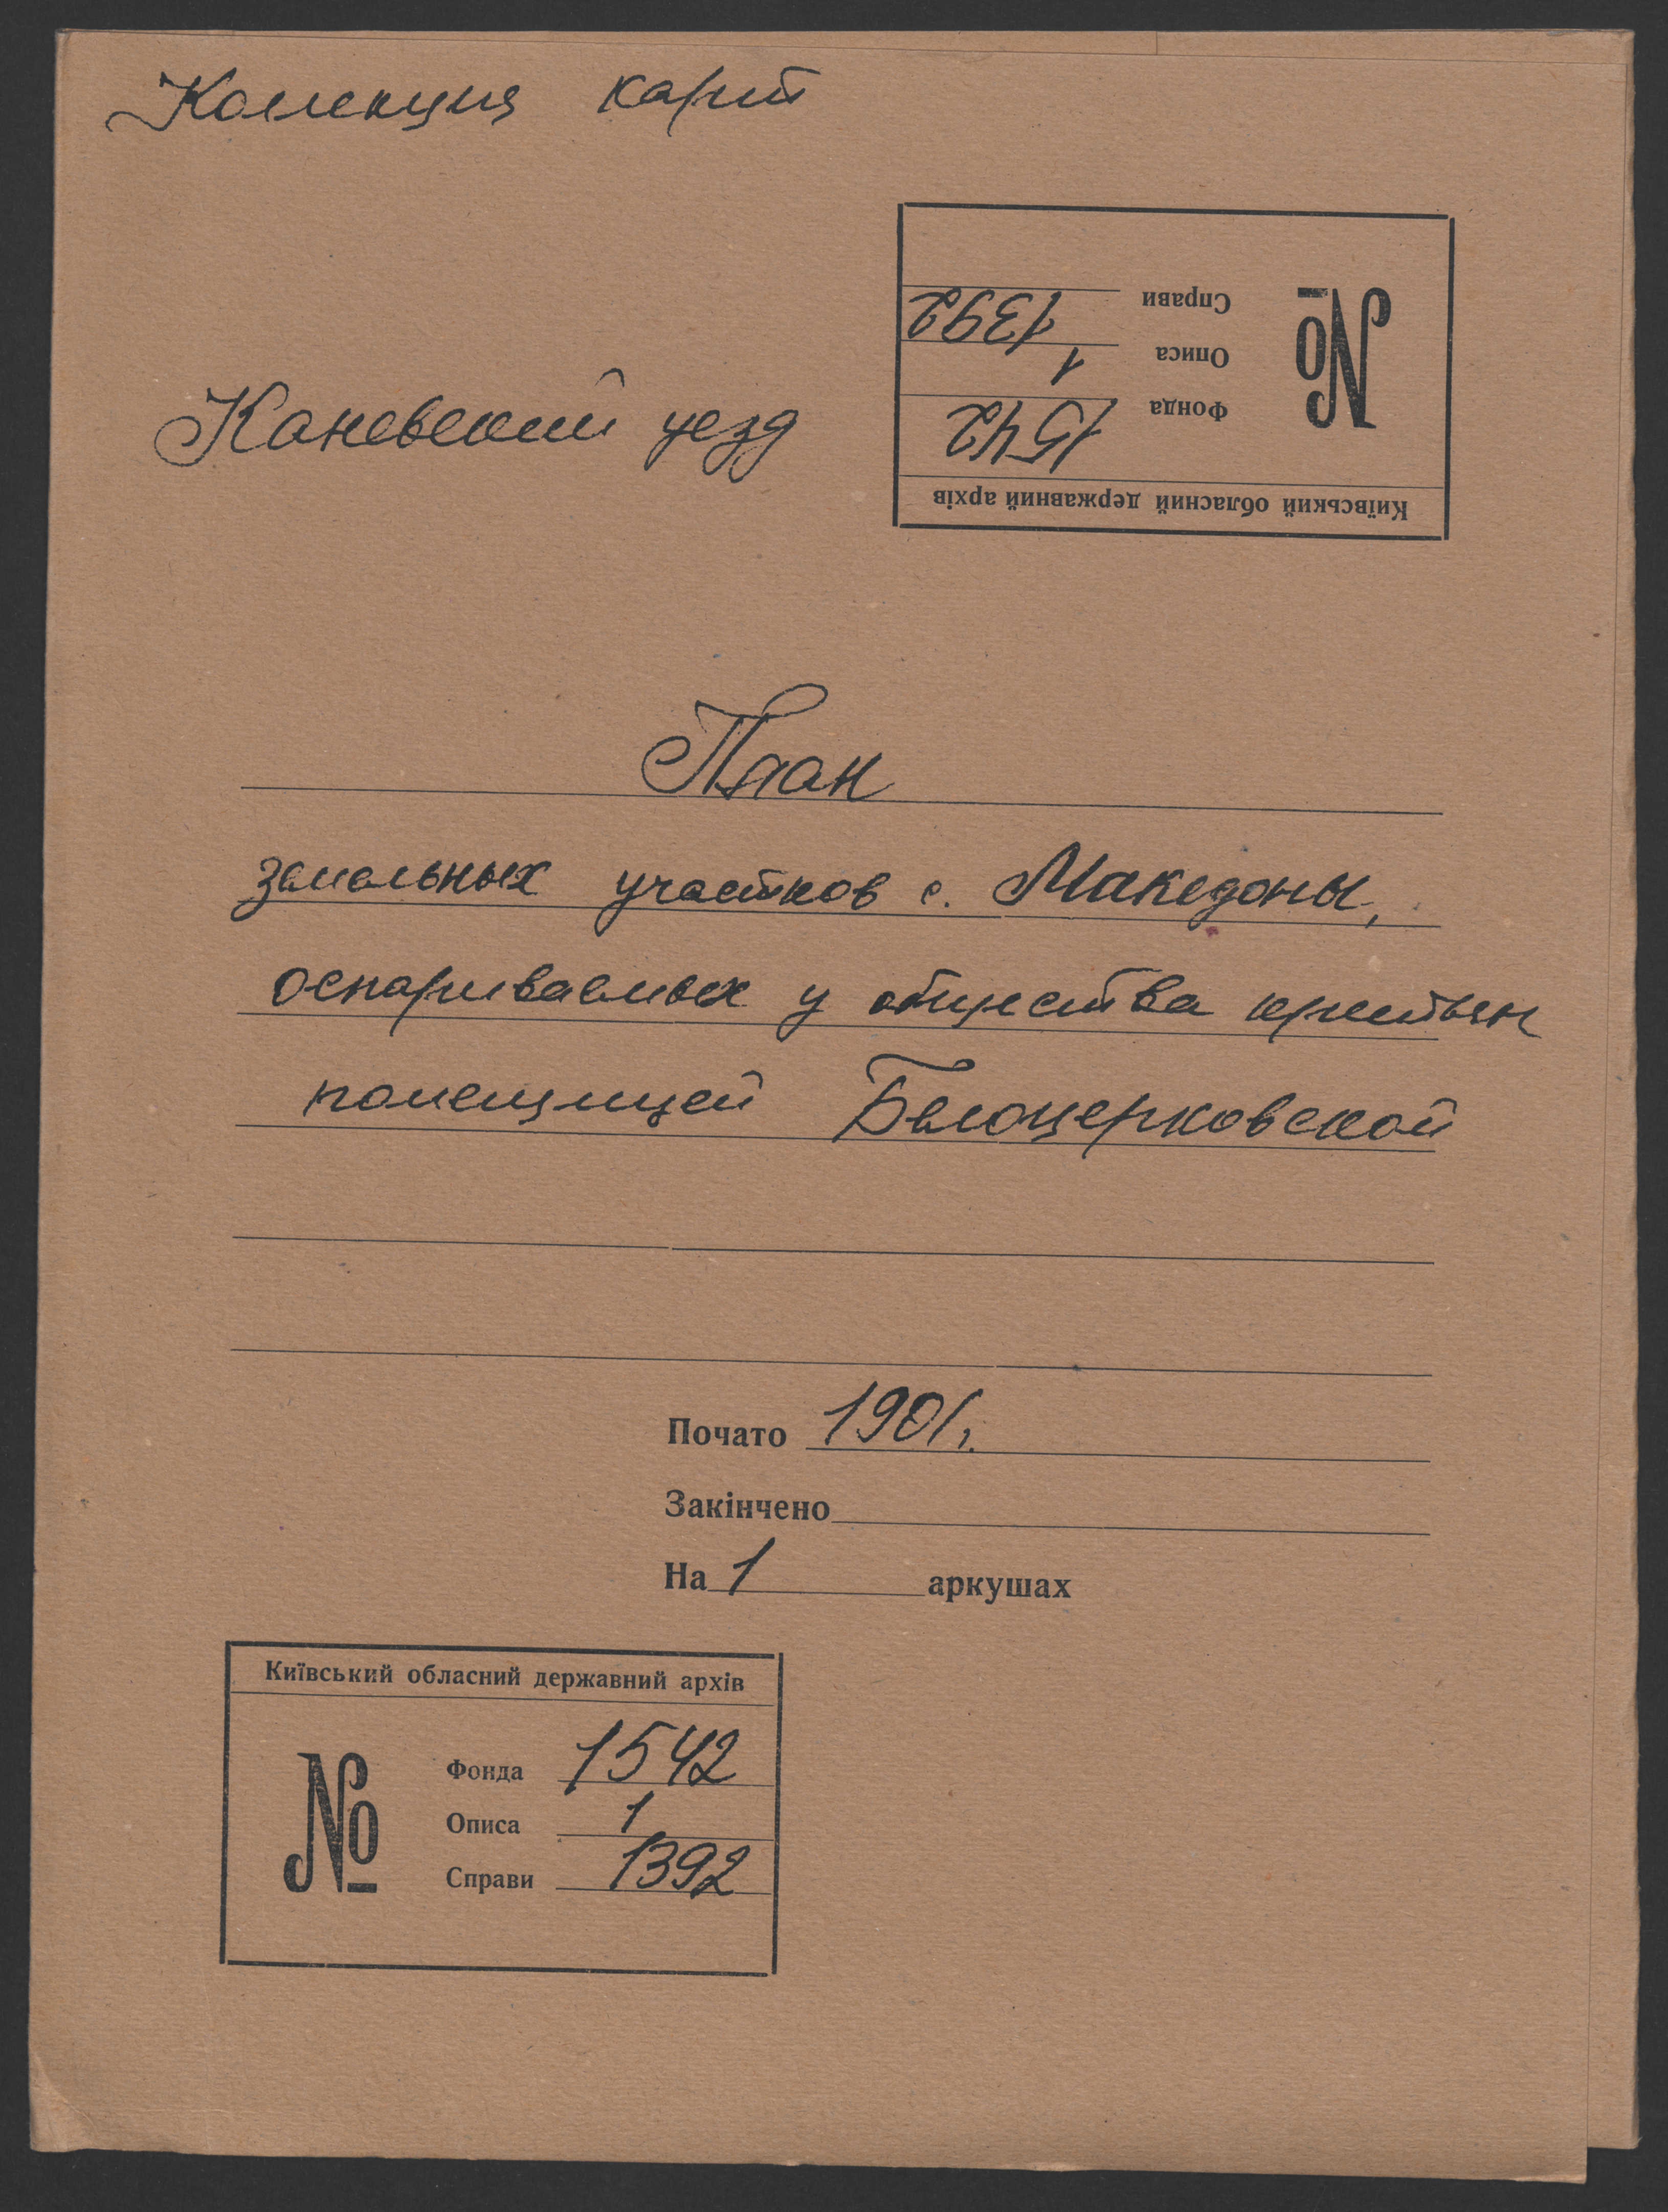 Колекция карт
Справи 1392
Описа 1
Фонда 1542
№
Київський обласний державний архів
Каневский уезд
План
земельных участков с. Македоны,
оспариваемых у общества крестьян
помещицей Белоцерковской
Почато 1901г.
Закінчено
На 1 аркушах
Київський обласний державний архів
№
Фонда 1542
Описа 1
Справи 1392